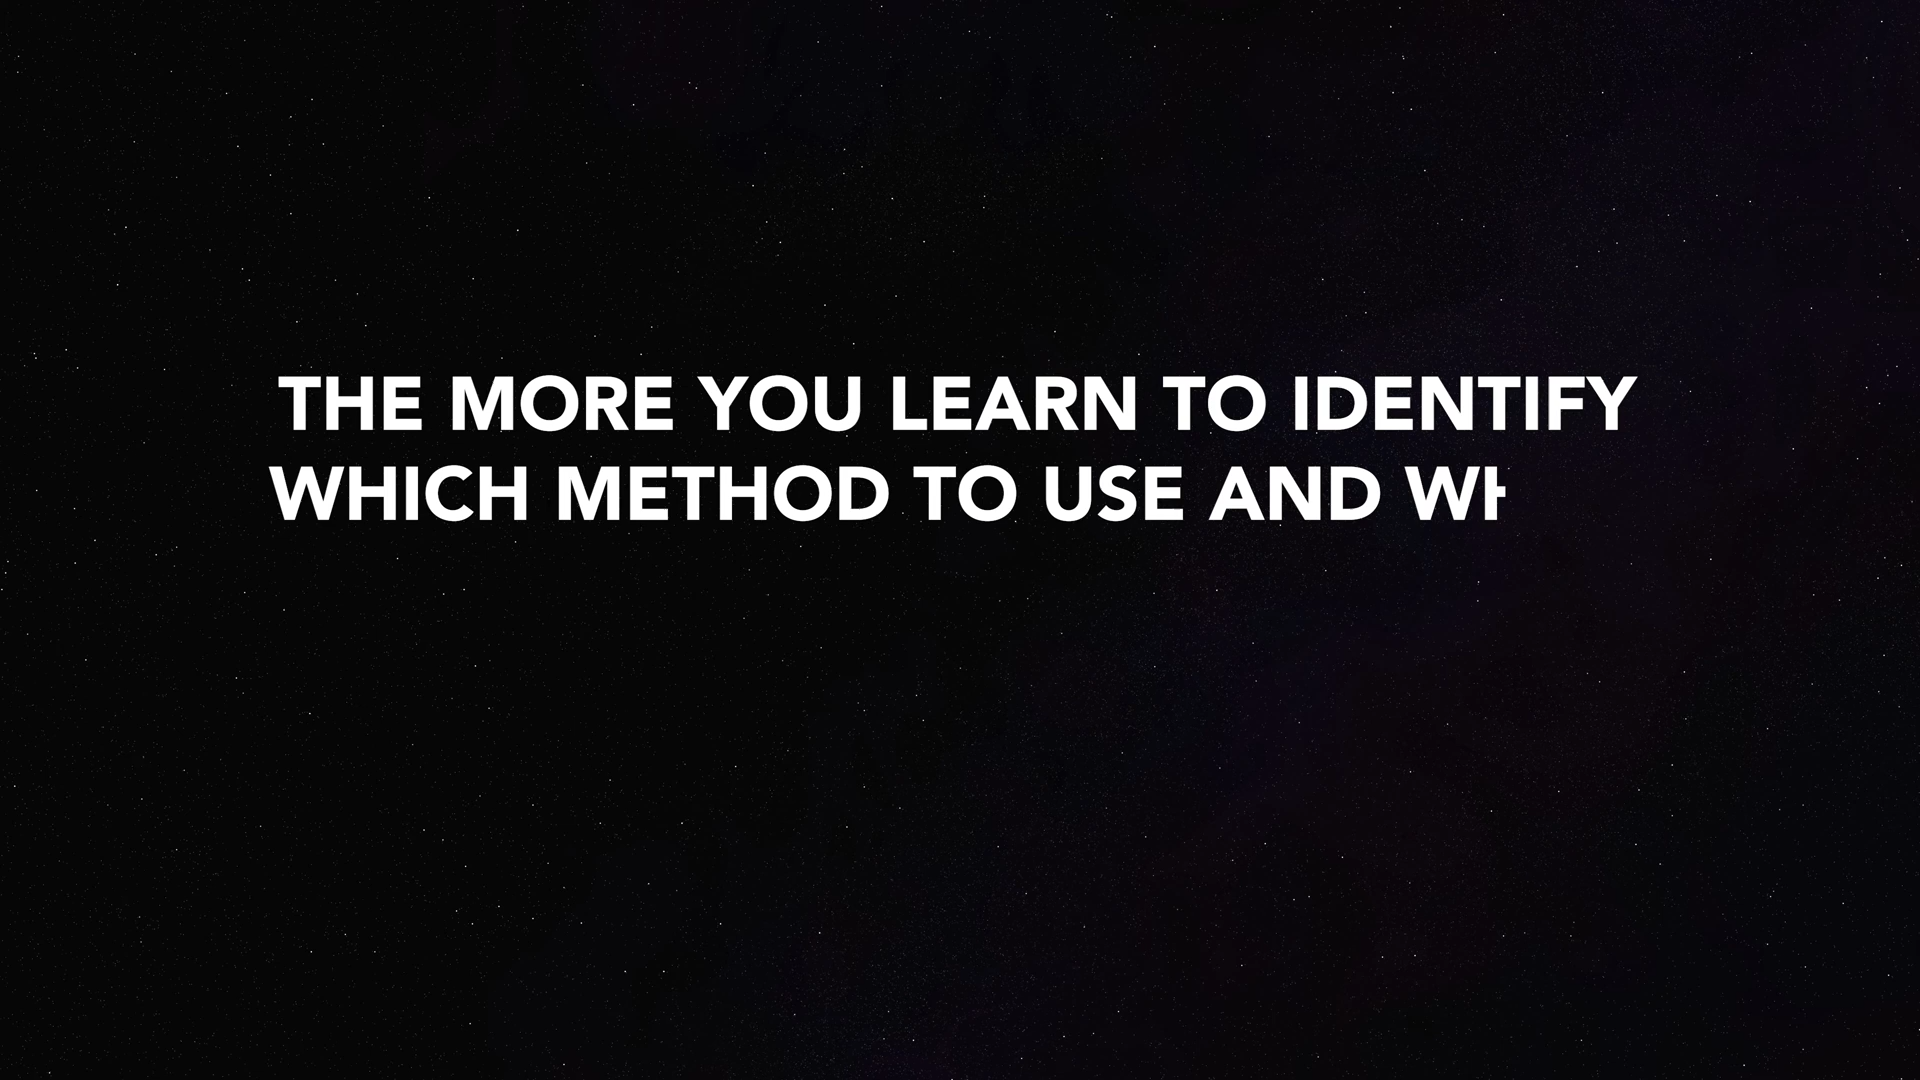 THE MORE YOU LEARN TO IDENTIFY
WHICH METHOD TO USE AND